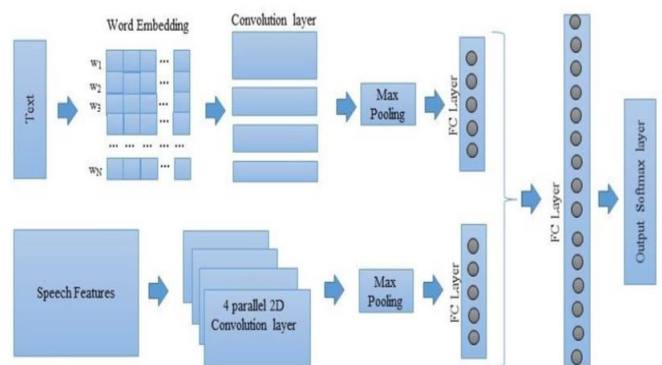 Text
Word Embedding
w1
w2
w3
... ... ... ... ...
wN
Convolution layer
Max
Pooling
FC Layer
Speech Features
4 parallel 2D
Convolution layer
Max
Pooling
FC Layer
FC Layer
Output Softmax layer